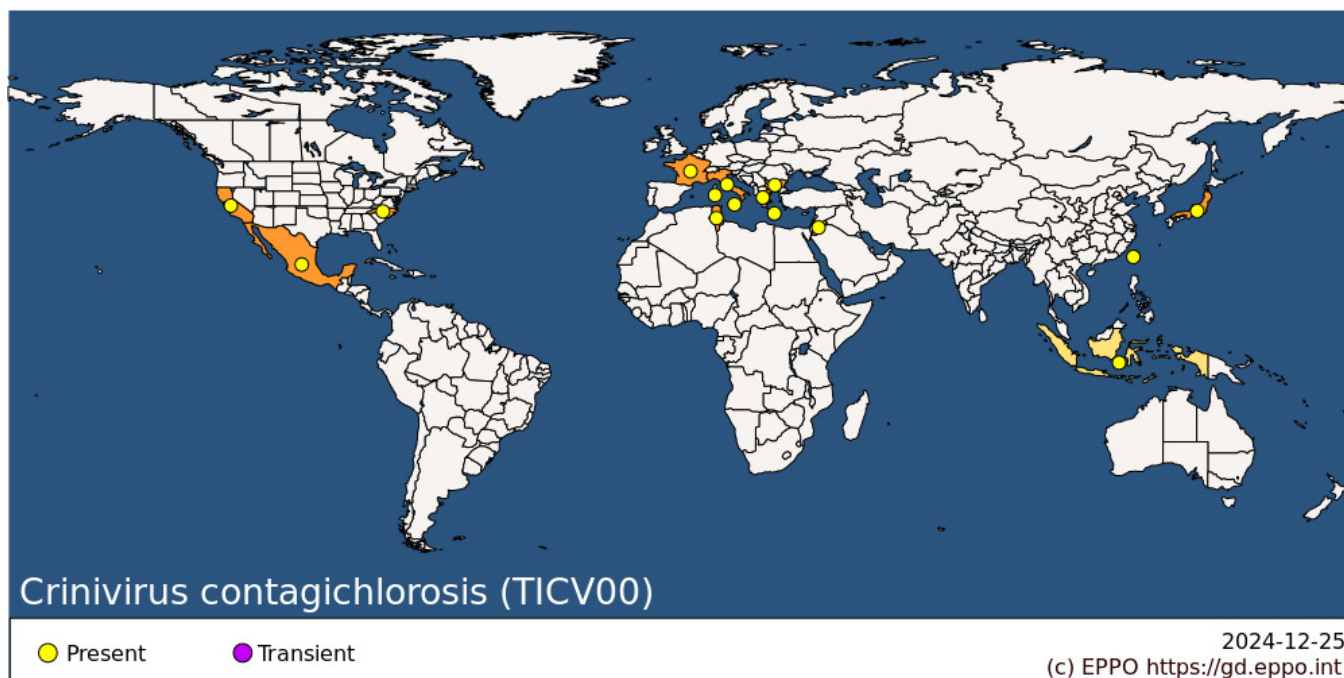 Crinivirus contagichlorosis (TICV00)
Present
Transient
2024-12-25
(c) EPPO https://gd.eppo.int